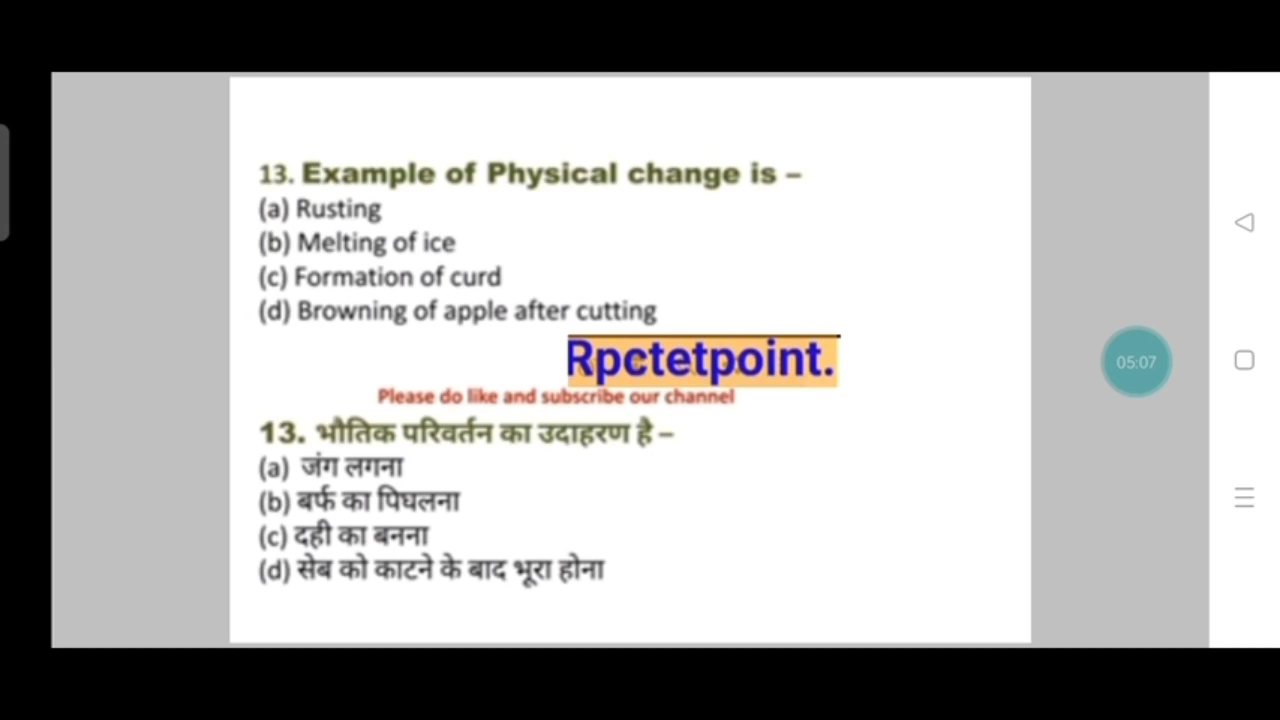 13. Example of Physical change is –
(a) Rusting
(b) Melting of ice
(c) Formation of curd
(d) Browning of apple after cutting
Rpctetpoint.
Please do like and subscribe our channel
13. भौतिक परिवर्तन का उदाहरण है –
(a) जंग लगना
(b) बर्फ का पिघलना
(c) दही का बनना
(d) सेब को काटने के बाद भूरा होना
05:07